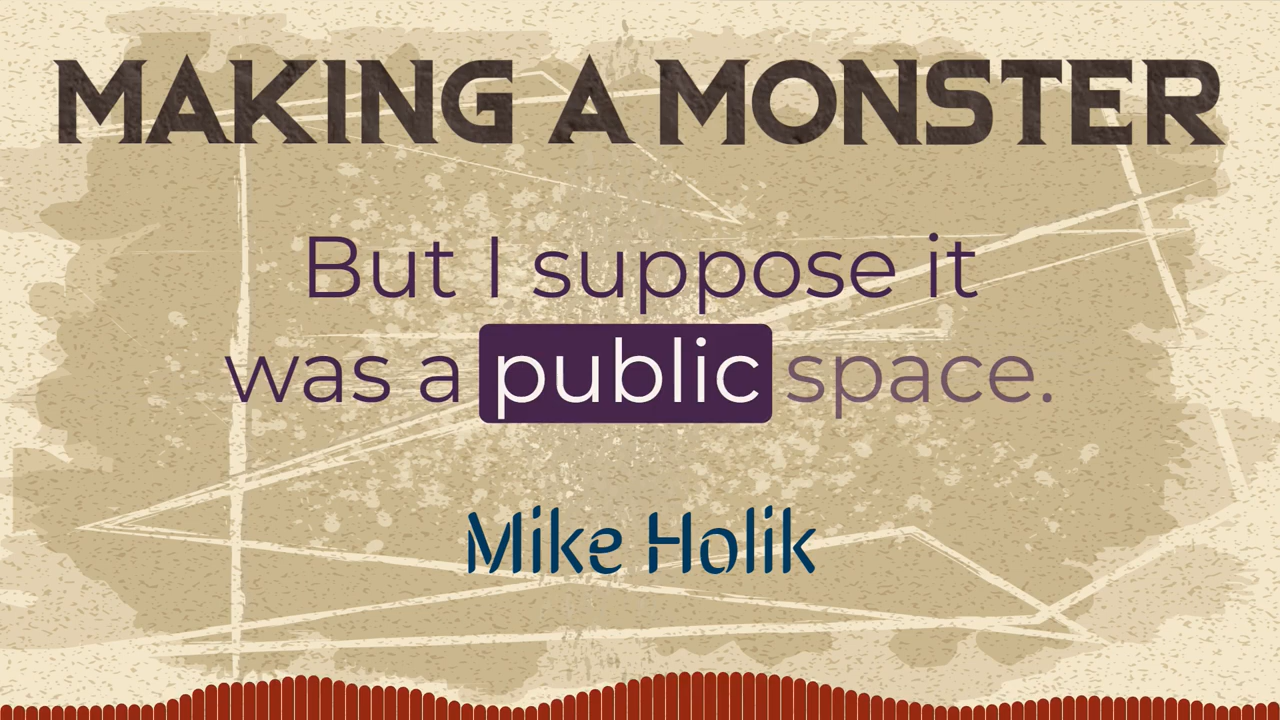 MAKING A MONSTER
But I suppose it
was a public space.
Mike Holik